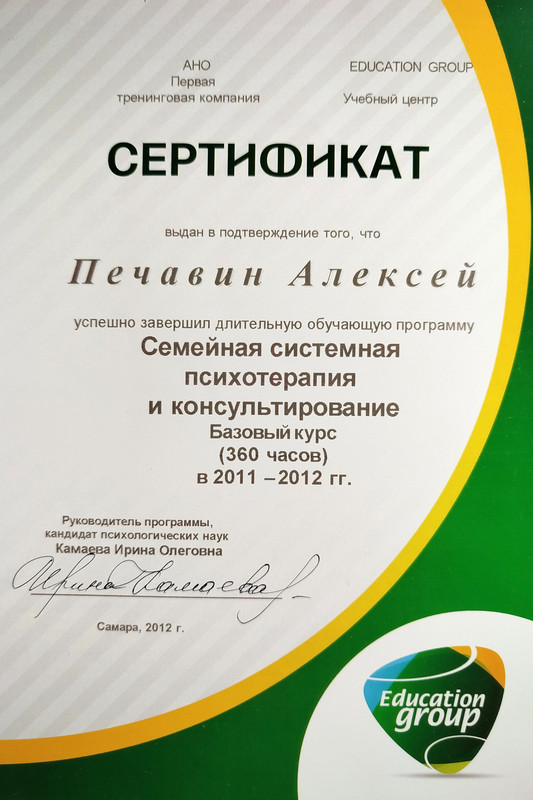 АНО
Первая
тренинговая компания
EDUCATION GROUP
Учебный центр
СЕРТИФИКАТ
выдан в подтверждение того, что
Печавин Алексей
успешно завершил длительную обучающую программу
Семейная системная
психотерапия
и консультирование
Базовый курс
(360 часов)
в 2011 – 2012 гг.
Руководитель программы,
кандидат психологических наук
Камаева Ирина Олеговна
Ирина Камаева
Самара, 2012 г.
Education
group